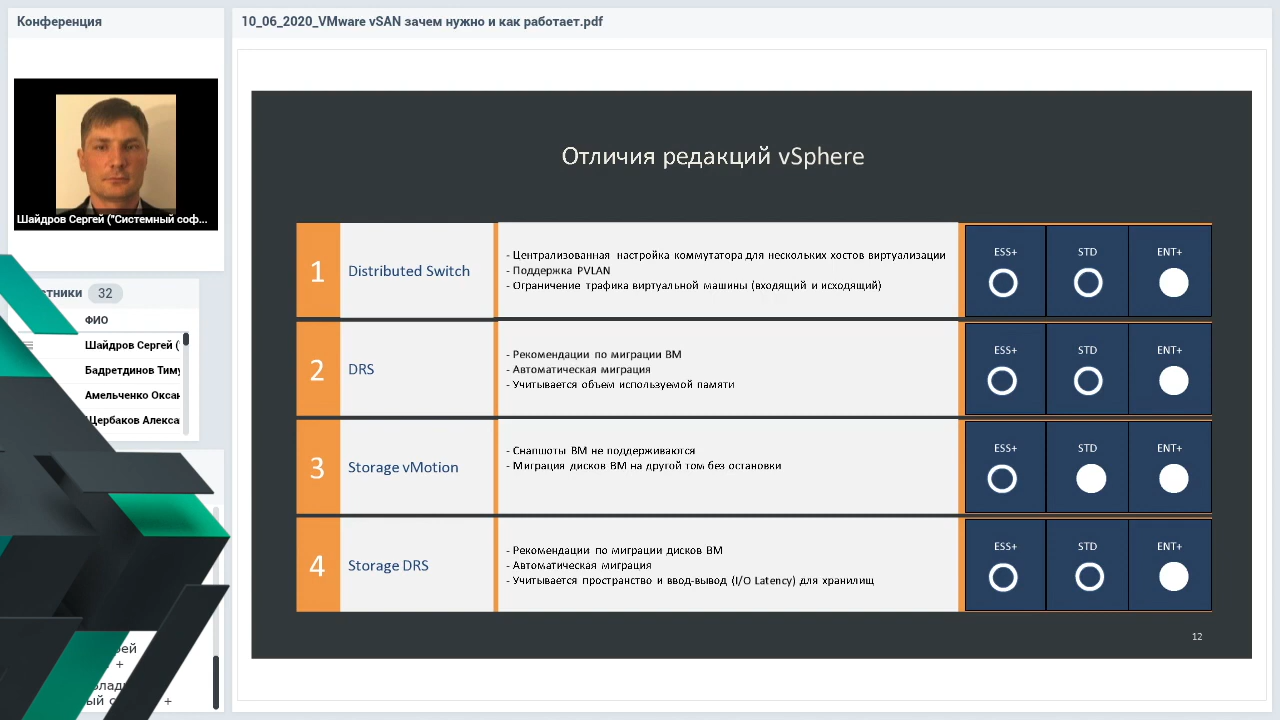 Конференция
10_06_2020_VMware vSAN зачем нужно и как работает.pdf
Шайдров Сергей ("Системный соф...
стники 32
ФИО
Шайдров Сергей (
Бадретдинов Тиму
Амельченко Оксан
Щербаков Алекса
Отличия редакций vSphere
1
Distributed Switch
- Централизованная настройка коммутатора для нескольких хостов виртуализации
- Поддержка PVLAN
- Ограничение трафика виртуальной машины (входящий и исходящий)
ESS+ STD ENT+
2
DRS
- Рекомендации по миграции ВМ
- Автоматическая миграция
- Учитывается объем используемой памяти
ESS+ STD ENT+
3
Storage vMotion
- Снапшоты ВМ не поддерживаются
- Миграция дисков ВМ на другой том без остановки
ESS+ STD ENT+
4
Storage DRS
- Рекомендации по миграции дисков ВМ
- Автоматическая миграция
- Учитывается пространство и ввод-вывод (I/O Latency) для хранилищ
ESS+ STD ENT+
12